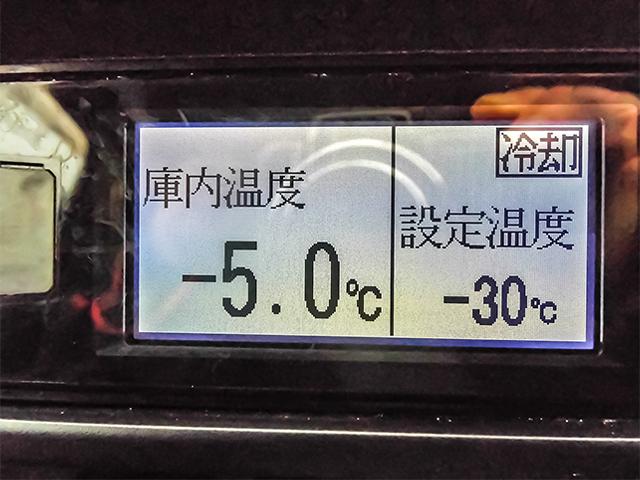 庫内温度
-5.0℃
冷却
設定温度
-30℃